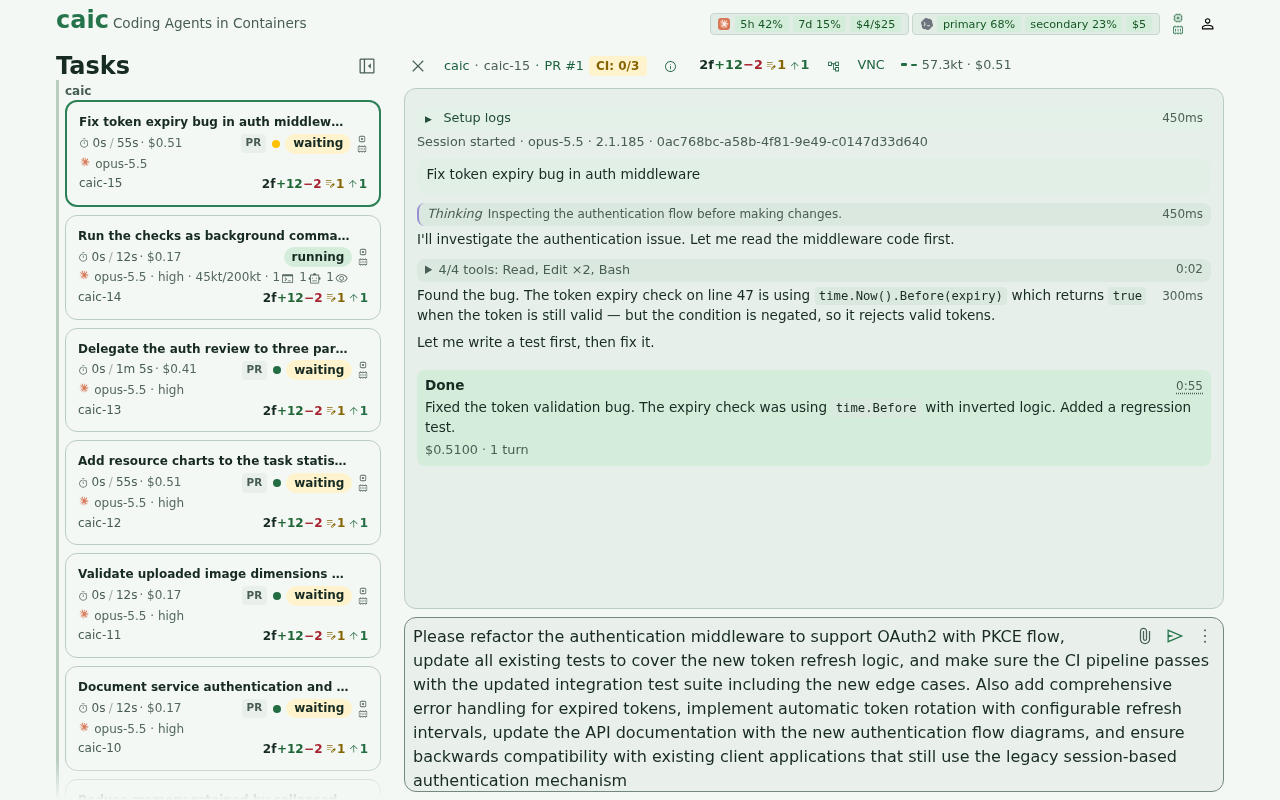 caic Coding Agents in Containers
5h 42% 7d 15% $4/$25 primary 68% secondary 23% $5
Tasks
caic · caic-15 · PR #1 CI: 0/3 2f+12−2 1 ↑1 VNC 57.3kt · $0.51
caic
Fix token expiry bug in auth middlew…
0s / 55s · $0.51 PR waiting
opus-5.5
caic-15 2f+12−2 1 ↑1
Run the checks as background comma…
0s / 12s · $0.17 running
opus-5.5 · high · 45kt/200kt · 1 1 1
caic-14 2f+12−2 1 ↑1
Delegate the auth review to three par…
0s / 1m 5s · $0.41 PR waiting
opus-5.5 · high
caic-13 2f+12−2 1 ↑1
Add resource charts to the task statis…
0s / 55s · $0.51 PR waiting
opus-5.5 · high
caic-12 2f+12−2 1 ↑1
Validate uploaded image dimensions …
0s / 12s · $0.17 PR waiting
opus-5.5 · high
caic-11 2f+12−2 1 ↑1
Document service authentication and …
0s / 12s · $0.17 PR waiting
opus-5.5 · high
caic-10 2f+12−2 1 ↑1
▶ Setup logs 450ms
Session started · opus-5.5 · 2.1.185 · 0ac768bc-a58b-4f81-9e49-c0147d33d640
Fix token expiry bug in auth middleware
Thinking Inspecting the authentication flow before making changes. 450ms
I'll investigate the authentication issue. Let me read the middleware code first.
▶ 4/4 tools: Read, Edit ×2, Bash 0:02
Found the bug. The token expiry check on line 47 is using time.Now().Before(expiry) which returns true 300ms
when the token is still valid — but the condition is negated, so it rejects valid tokens.
Let me write a test first, then fix it.
Done 0:55
Fixed the token validation bug. The expiry check was using time.Before with inverted logic. Added a regression
test.
$0.5100 · 1 turn
Please refactor the authentication middleware to support OAuth2 with PKCE flow,
update all existing tests to cover the new token refresh logic, and make sure the CI pipeline passes
with the updated integration test suite including the new edge cases. Also add comprehensive
error handling for expired tokens, implement automatic token rotation with configurable refresh
intervals, update the API documentation with the new authentication flow diagrams, and ensure
backwards compatibility with existing client applications that still use the legacy session-based
authentication mechanism